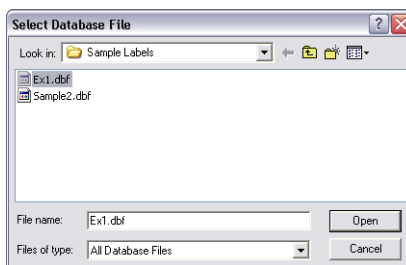 Select Database File
Look in: Sample Labels
Ex1.dbf
Sample2.dbf
File name: Ex1.dbf Open
Files of type: All Database Files Cancel